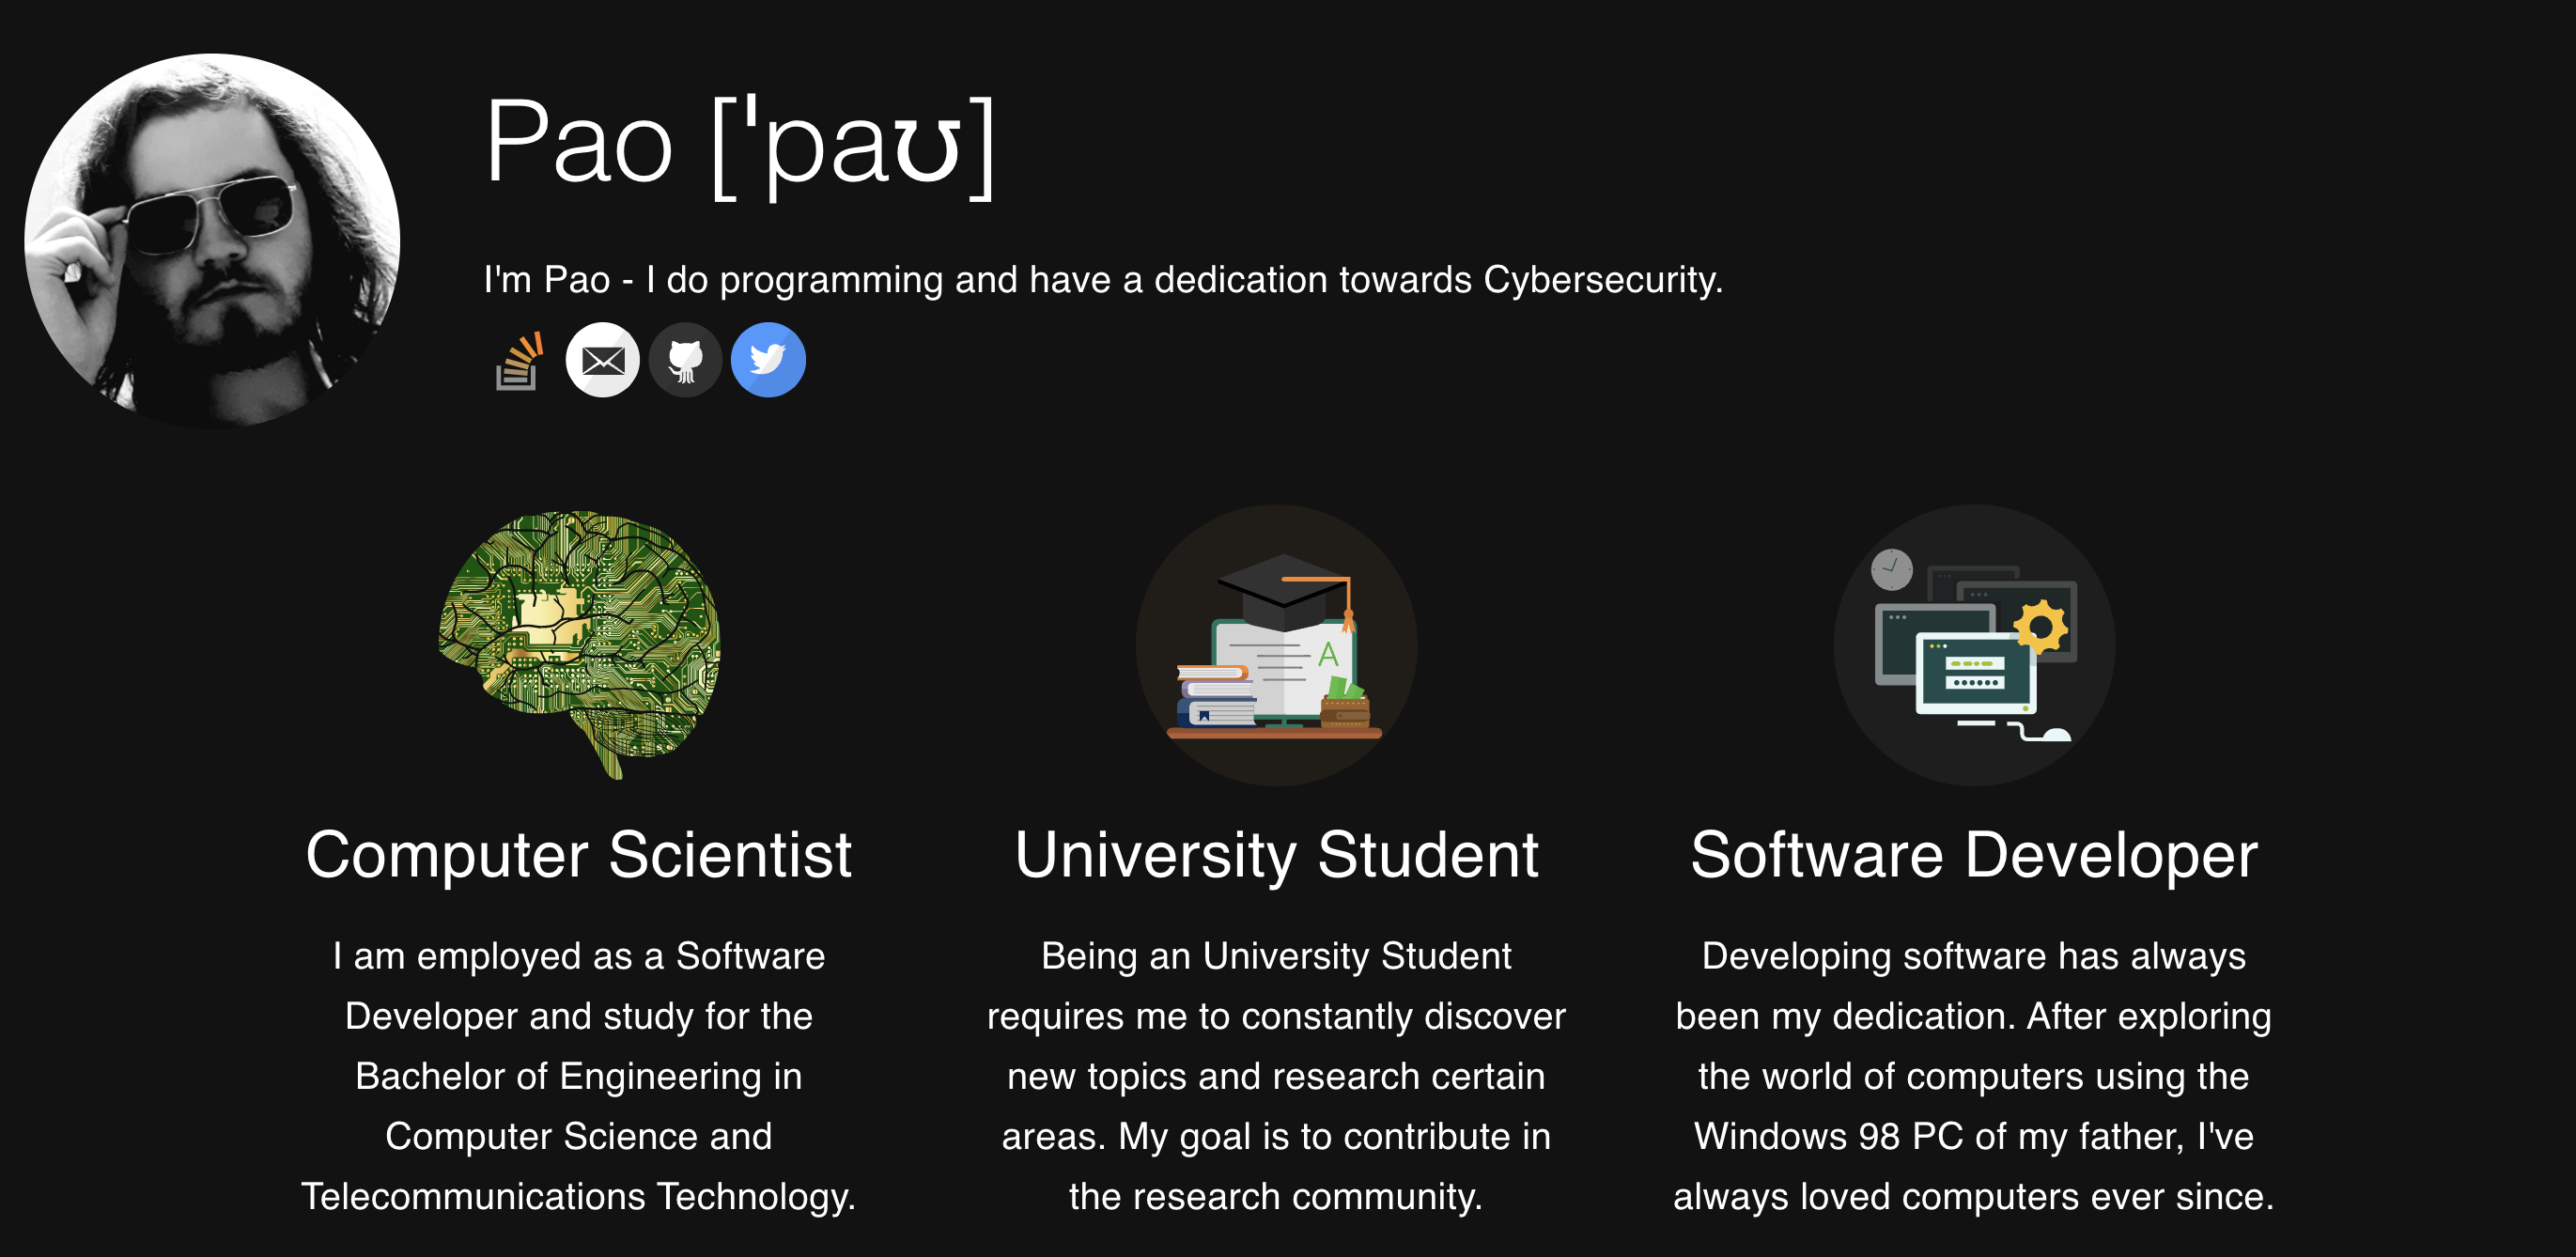 Pao [ˈpaʊ]
I'm Pao - I do programming and have a dedication towards Cybersecurity.
A
Computer Scientist
I am employed as a Software
Developer and study for the
Bachelor of Engineering in
Computer Science and
Telecommunications Technology.
University Student
Being an University Student
requires me to constantly discover
new topics and research certain
areas. My goal is to contribute in
the research community.
Software Developer
Developing software has always
been my dedication. After exploring
the world of computers using the
Windows 98 PC of my father, I've
always loved computers ever since.